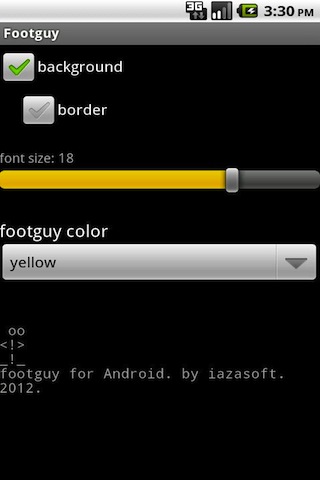 3G 3:30 PM
Footguy
background
border
font size: 18
footguy color
yellow
 oo
<!>
_!_
footguy for Android. by iazasoft.
2012.